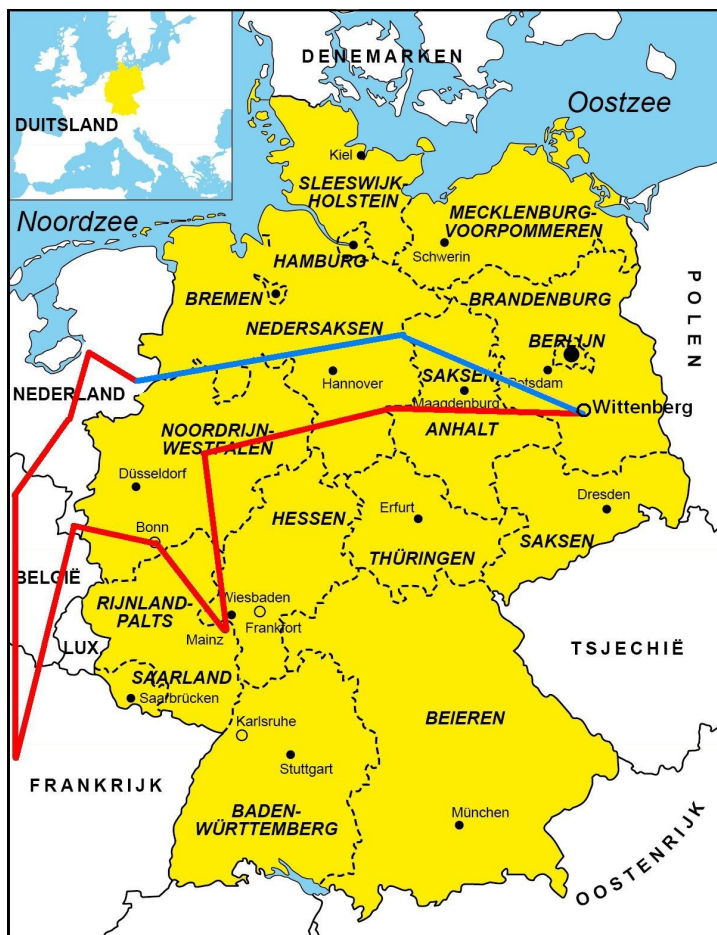 DENEMARKEN
Oostzee
DUITSLAND
Kiel
SLEESWIJK
HOLSTEIN
Noordzee
MECKLENBURG-
VOORPOMMEREN
HAMBURG
Schwerin
POLEN
BREMEN
BRANDENBURG
NEDERSAKSEN
BERLIJN
NEDERLAND
Hannover
SAKSEN
ANHALT
Potsdam
Maagdenburg
Wittenberg
NOORDRIJN-
WESTFALEN
Düsseldorf
Dresden
HESSEN
Erfurt
Bonn
THÜRINGEN
SAKSEN
BELGIË
Wiesbaden
RIJNLAND-
PALTS
Frankfort
Mainz
LUX
TSJECHIË
SAARLAND
Saarbrücken
Karlsruhe
BEIEREN
Stuttgart
FRANKRIJK
BADEN-
WÜRTTEMBERG
München
OOSTENRIJK